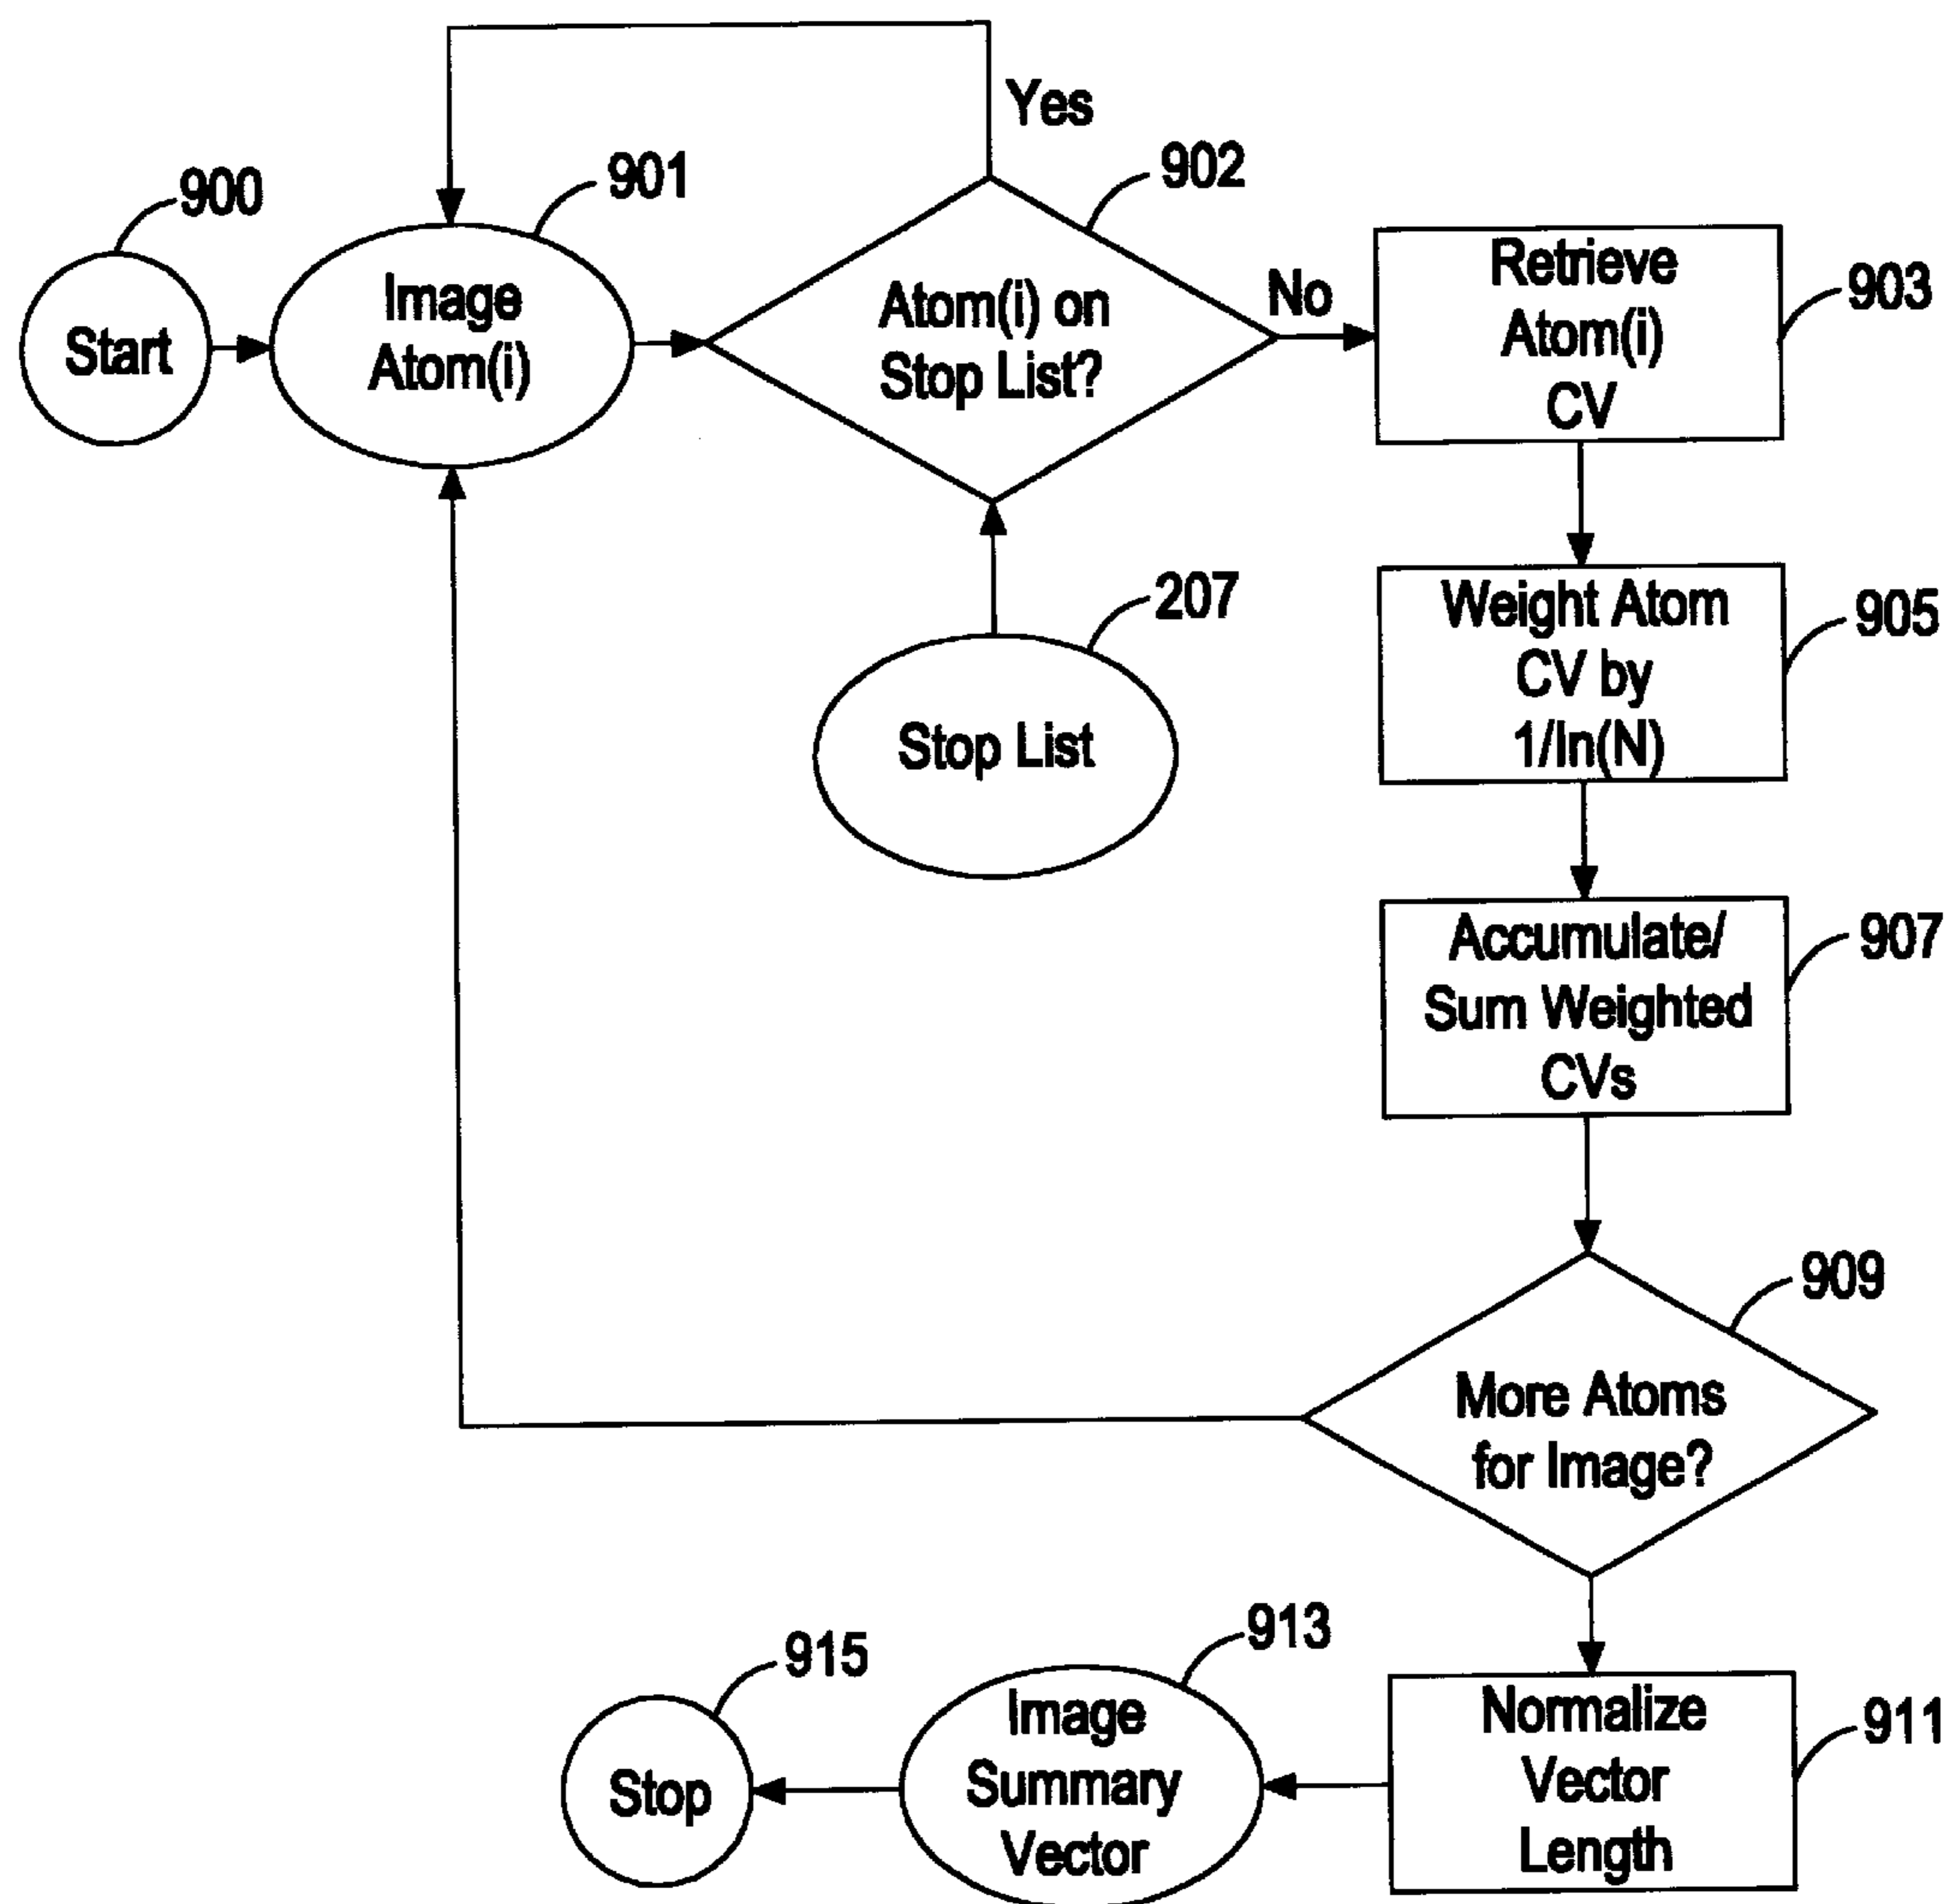 Yes
900
901
902
Start
Image
Atom(i)
Atom(i) on
Stop List?
No
Retrieve
Atom(i)
CV
903
207
Stop List
Weight Atom
CV by
1/ln(N)
905
Accumulate/
Sum Weighted
CVs
907
909
More Atoms
for Image?
915
Stop
913
Image
Summary
Vector
Normalize
Vector
Length
911